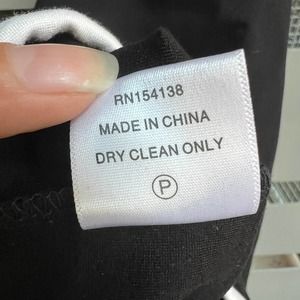 RN154138
MADE IN CHINA
DRY CLEAN ONLY
P